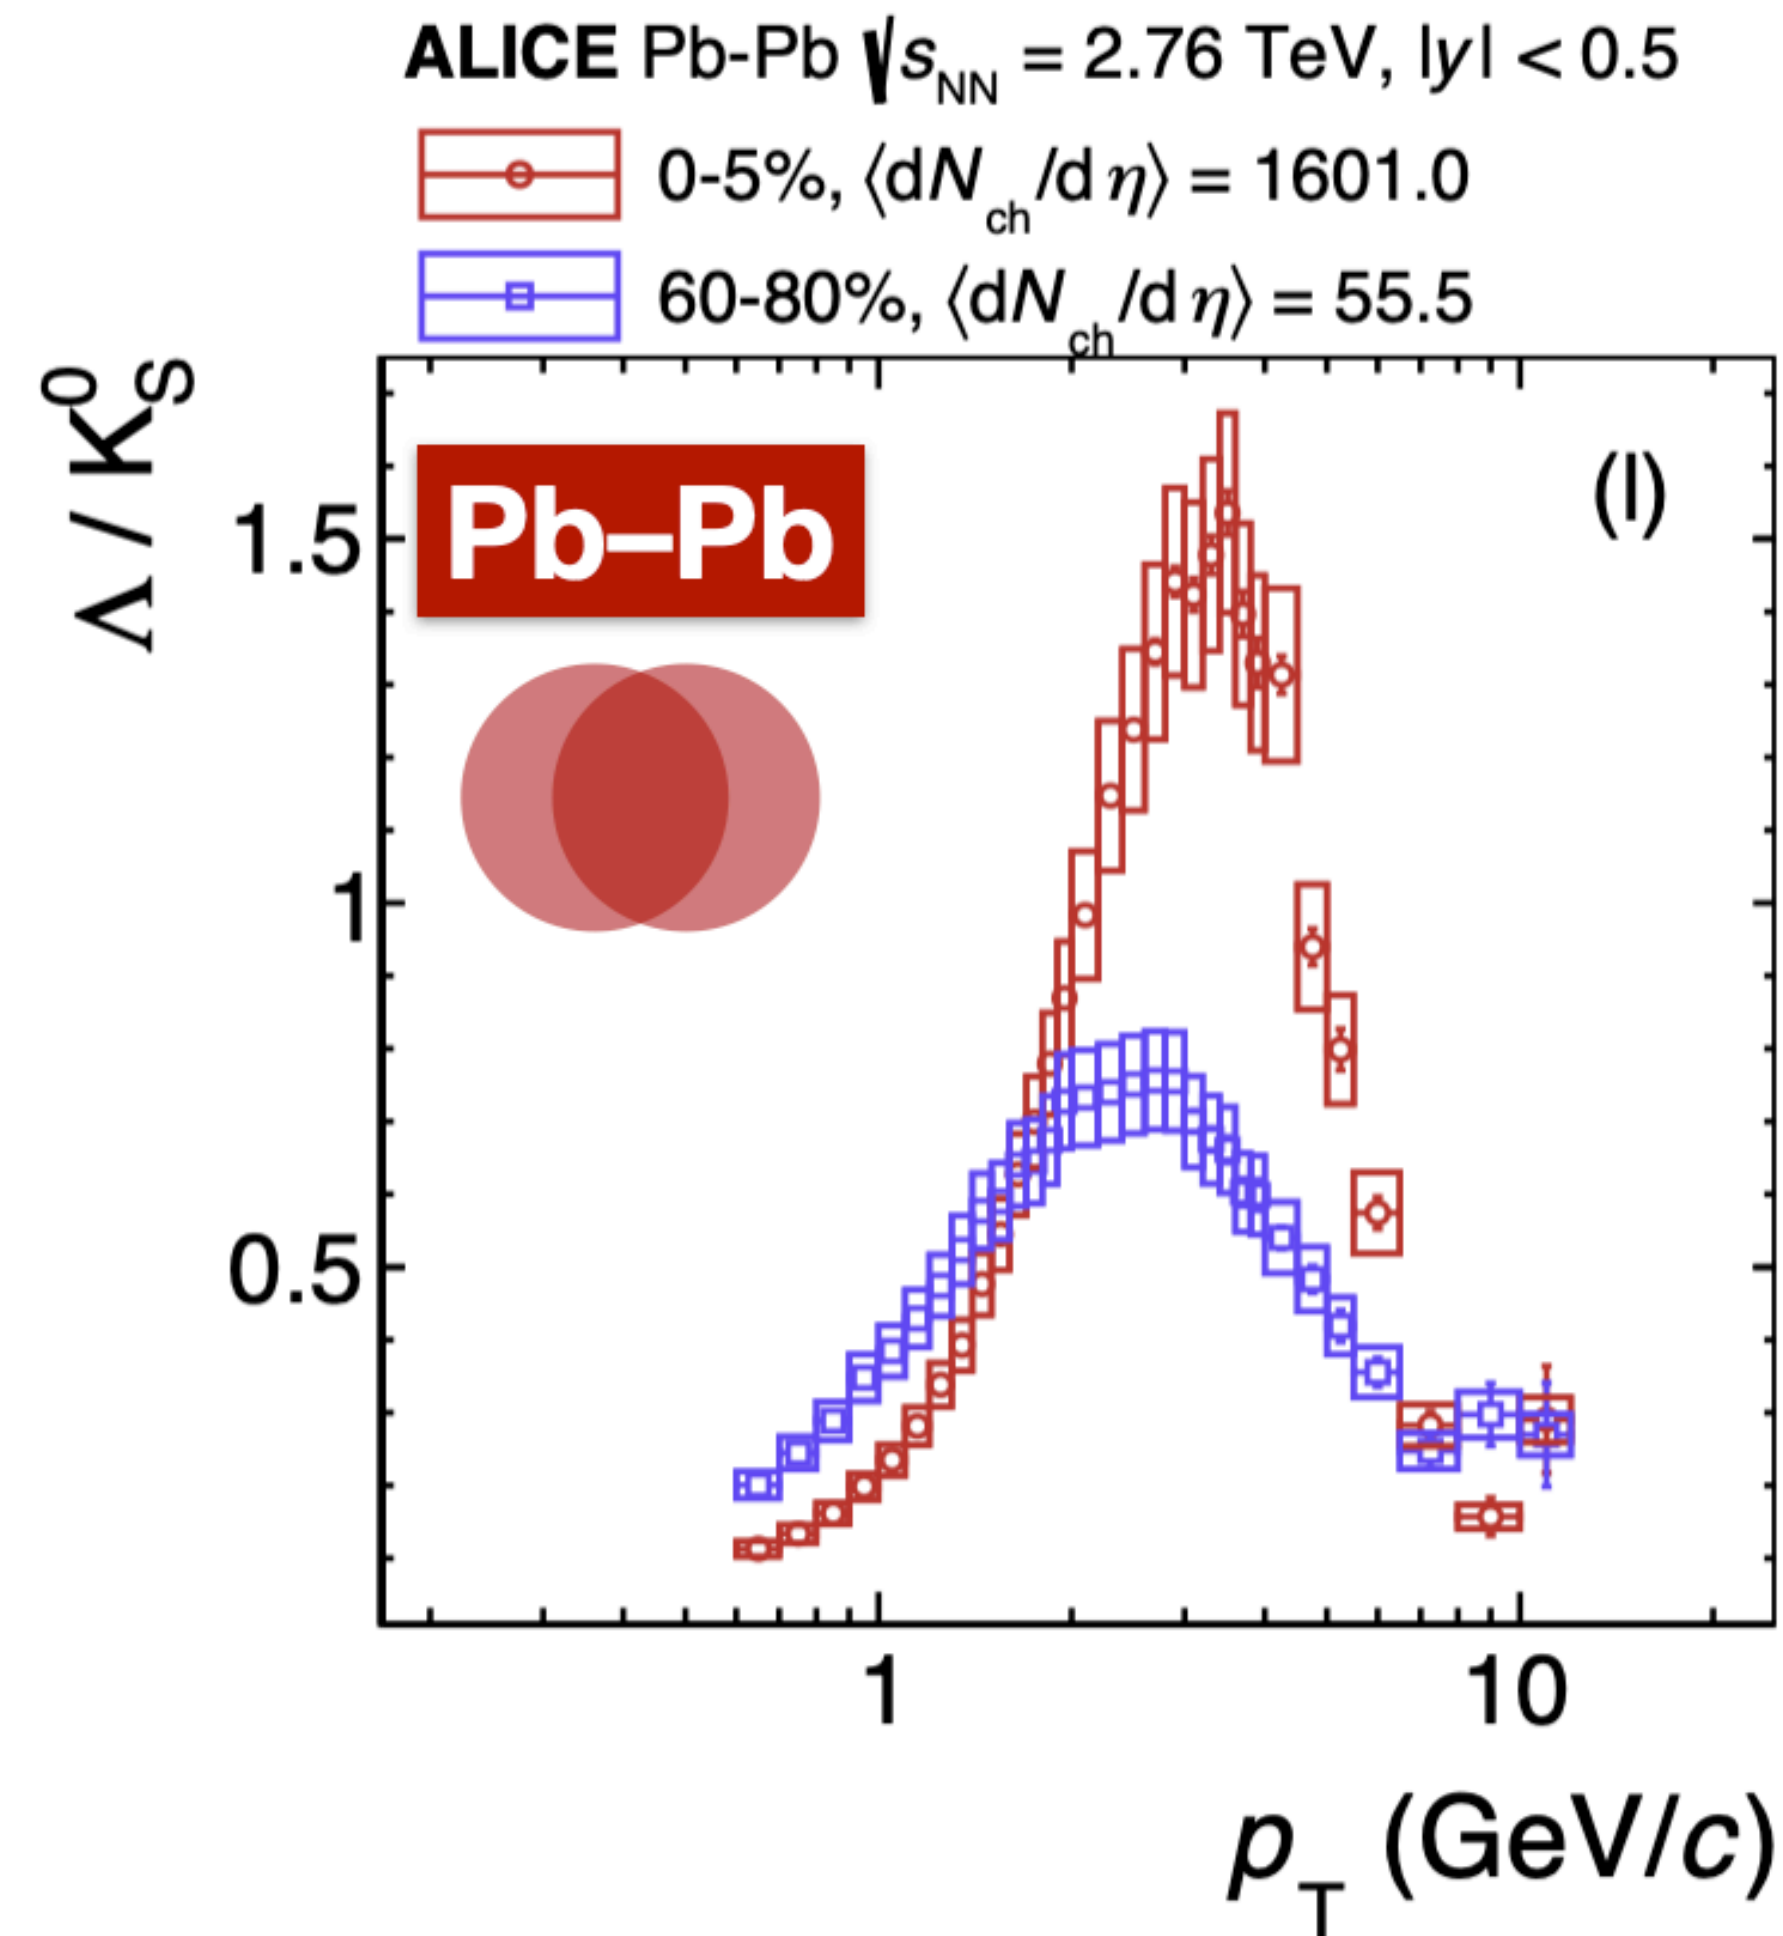 ALICE Pb-Pb √sNN = 2.76 TeV, |y| < 0.5
0-5%, ⟨dNch/dη⟩ = 1601.0
60-80%, ⟨dNch/dη⟩ = 55.5
Λ / K0S
Pb–Pb
(l)
1.5
1
0.5
1
10
pT (GeV/c)